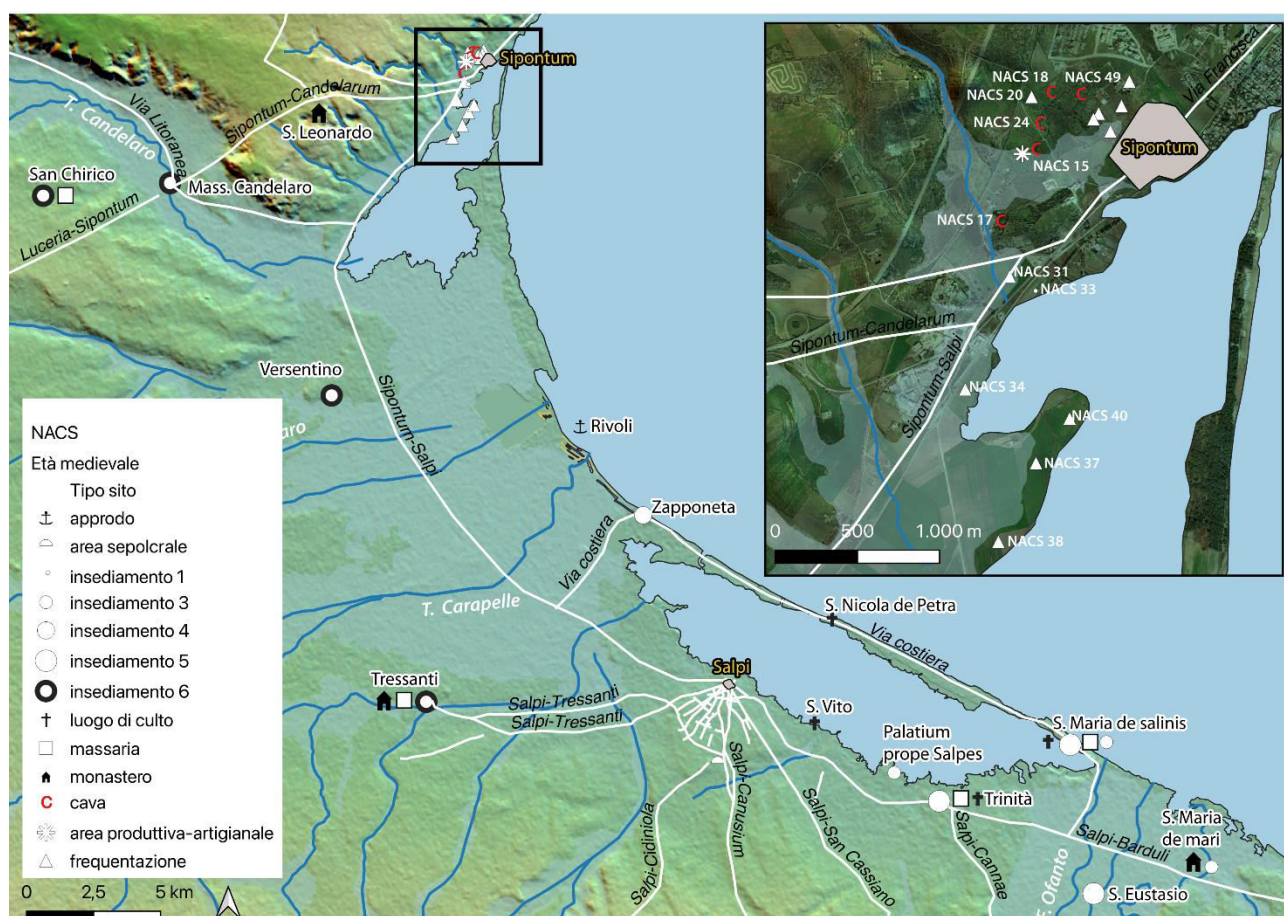 Sipontum
T. Candelaro
Via Litoranea
Sipontum-Candelarum
S. Leonardo
San Chirico
Mass. Candelaro
Luceria-Sipontum
Versentino
Sipontum-Salpi
Rivoli
Zapponeta
Via costiera
T. Carapelle
S. Nicola de Petra
Via costiera
Salpi
Tressanti
Salpi-Tressanti
Salpi-Tressanti
S. Vito
Palatium
prope Salpes
S. Maria de salinis
Trinità
Salpi-Cidiniola
Salpi-Canusium
Salpi-San Cassiano
Salpi-Cannae
Salpi-Barduli
F. Ofanto
S. Maria
de mari
S. Eustasio
NACS
Età medievale
Tipo sito
approdo
area sepolcrale
insediamento 1
insediamento 3
insediamento 4
insediamento 5
insediamento 6
luogo di culto
massaria
monastero
C cava
area produttiva-artigianale
frequentazione
0 2,5 5 km
NACS 18
NACS 49
NACS 20
C
C
NACS 24
C
C
NACS 15
Via Francisca
Sipontum
NACS 17
C
NACS 31
NACS 33
Sipontum-Candelarum
Sipontum-Salpi
NACS 34
NACS 40
NACS 37
NACS 38
0 500 1.000 m